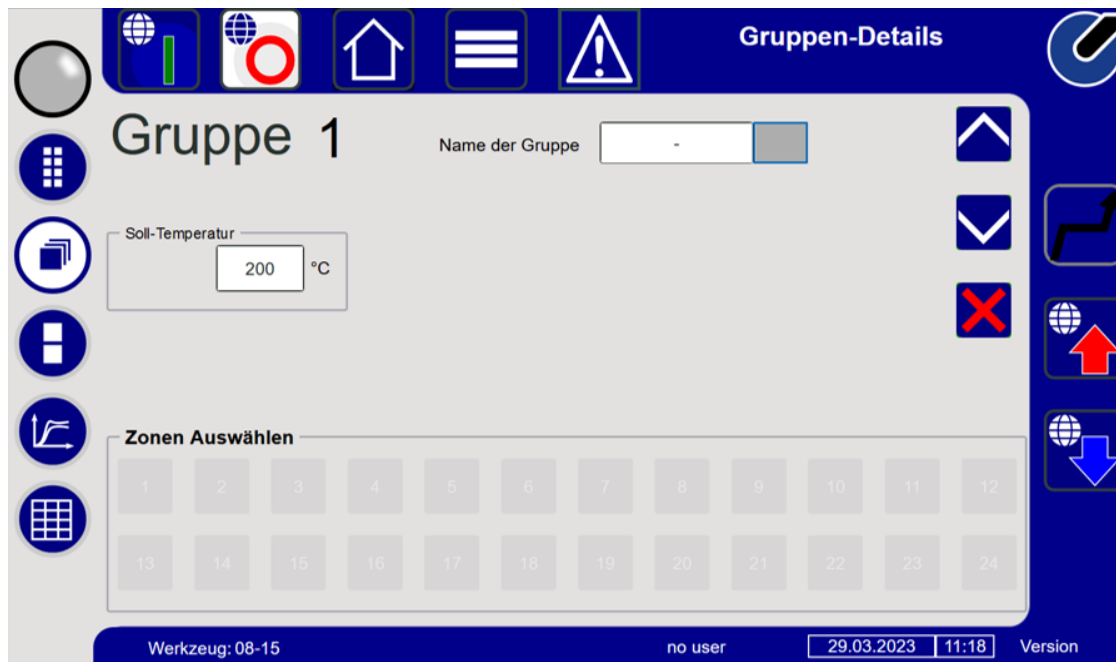 Gruppen-Details
Gruppe 1
Name der Gruppe -
Soll-Temperatur
200 °C
Zonen Auswählen
1 2 3 4 5 6 7 8 9 10 11 12
13 14 15 16 17 18 19 20 21 22 23 24
Werkzeug: 08-15 no user 29.03.2023 11:18 Version